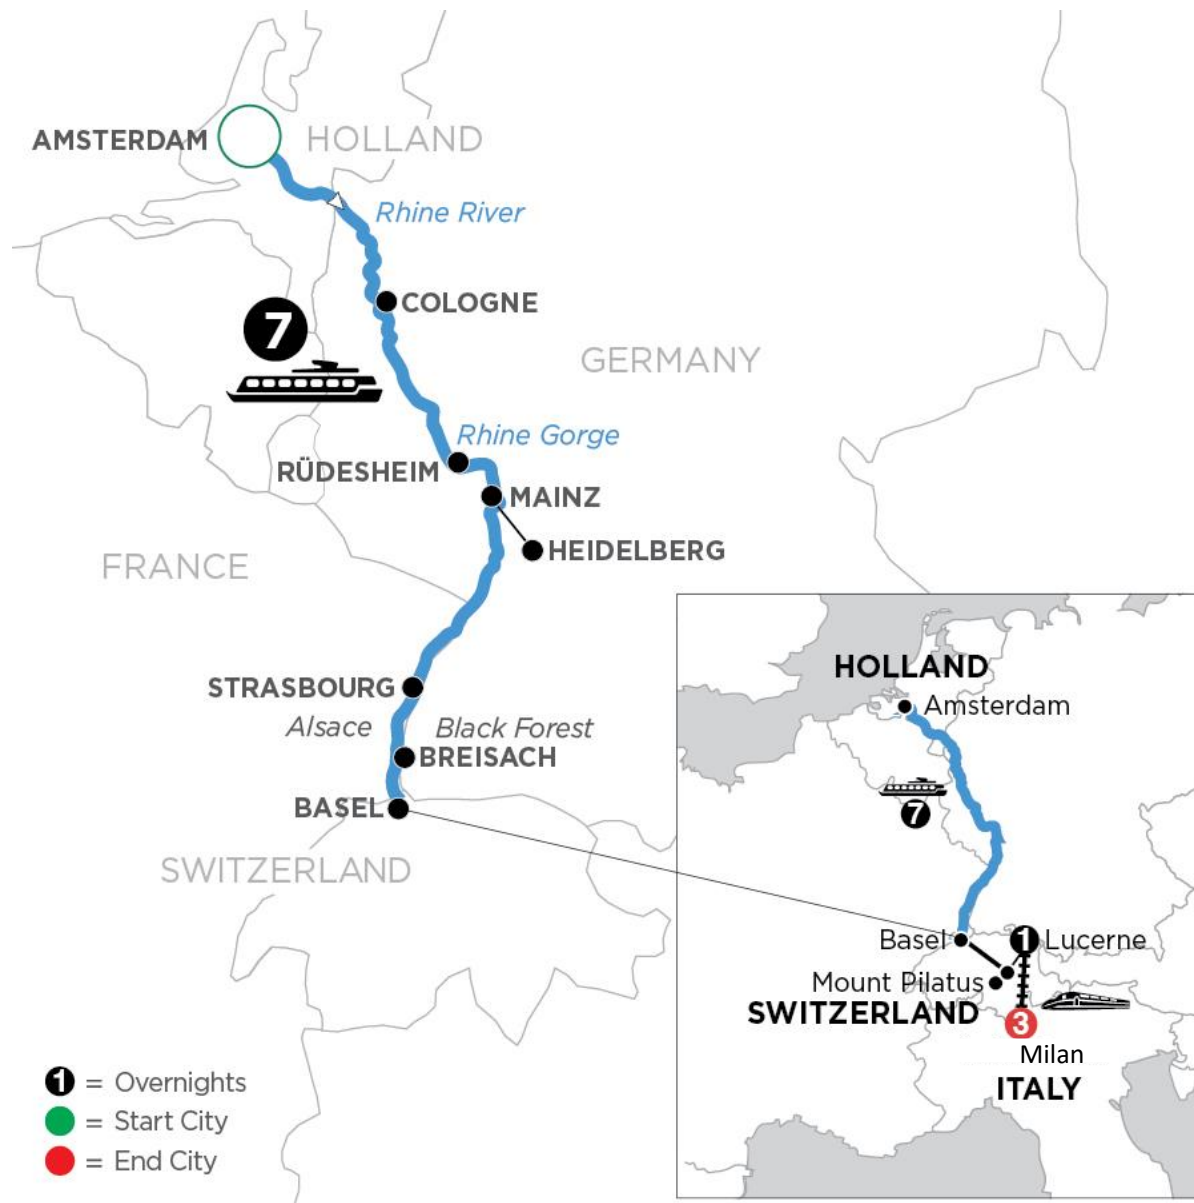 AMSTERDAM
HOLLAND
Rhine River
COLOGNE
7
GERMANY
Rhine Gorge
RÜDESHEIM
MAINZ
HEIDELBERG
FRANCE
STRASBOURG
Alsace
Black Forest
BREISACH
BASEL
SWITZERLAND
HOLLAND
Amsterdam
7
Basel
1 Lucerne
Mount Pilatus
SWITZERLAND
3
Milan
ITALY
1 = Overnights
= Start City
= End City